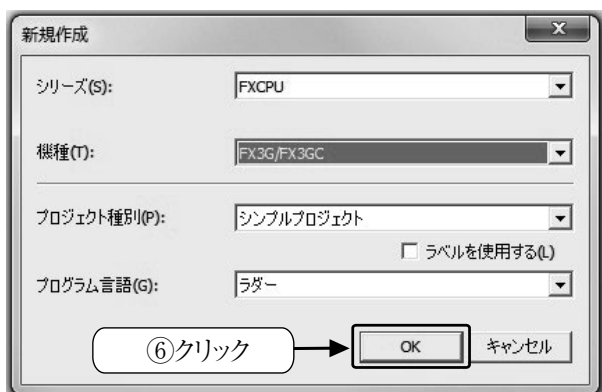 新規作成
シリーズ(S): FXCPU
機種(T): FX3G/FX3GC
プロジェクト種別(P): シンプルプロジェクト
ラベルを使用する(L)
プログラム言語(G): ラダー
⑥クリック OK キャンセル